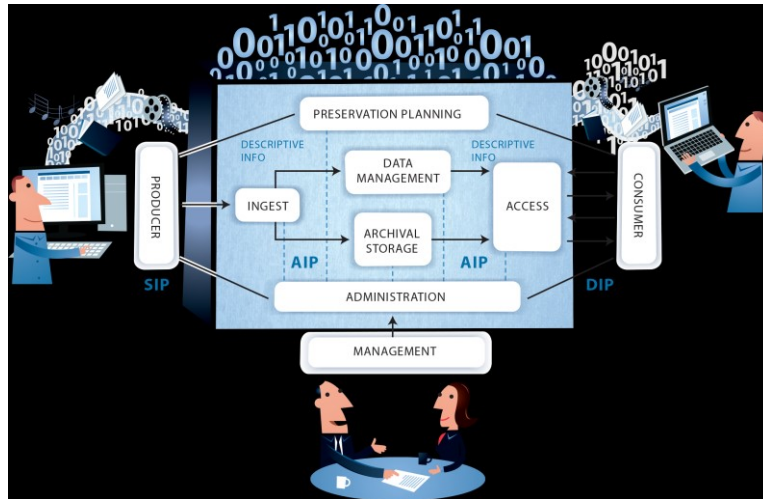 PRESERVATION PLANNING
DESCRIPTIVE
INFO
DATA
MANAGEMENT
DESCRIPTIVE
INFO
PRODUCER
INGEST
ACCESS
CONSUMER
ARCHIVAL
STORAGE
AIP
AIP
SIP
ADMINISTRATION
DIP
MANAGEMENT